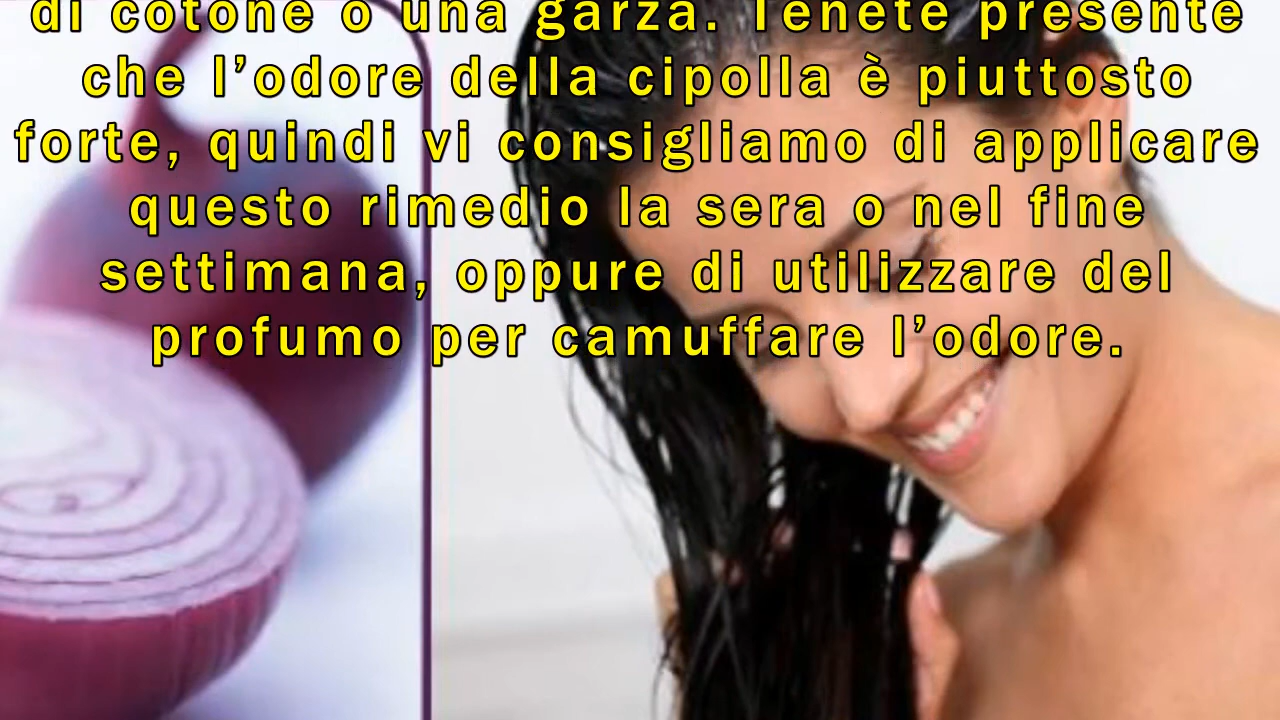 di cotone o una garza. Tenete presente
che l’odore della cipolla è piuttosto
forte, quindi vi consigliamo di applicare
questo rimedio la sera o nel fine
settimana, oppure di utilizzare del
profumo per camuffare l’odore.